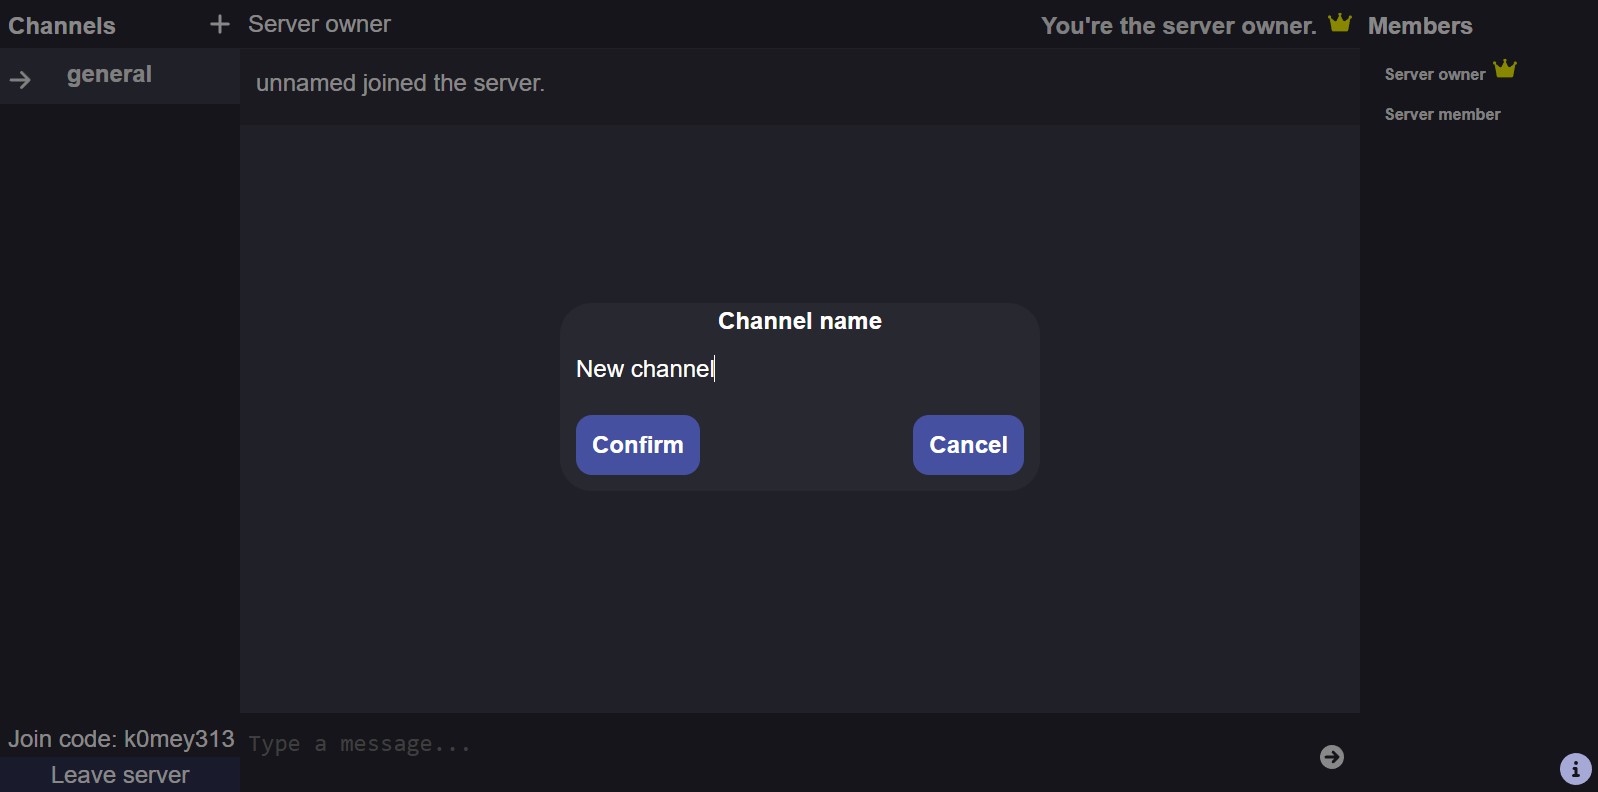 Channels
Server owner
You're the server owner.
Members
general
unnamed joined the server.
Server owner
Server member
Channel name
New channel
Confirm
Cancel
Join code: k0mey313
Type a message...
Leave server